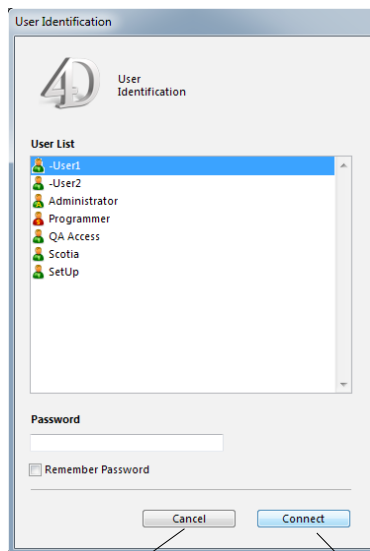 User Identification
4D
User
Identification
User List
-User1
-User2
Administrator
Programmer
QA Access
Scotia
SetUp
Password
Remember Password
Cancel
Connect